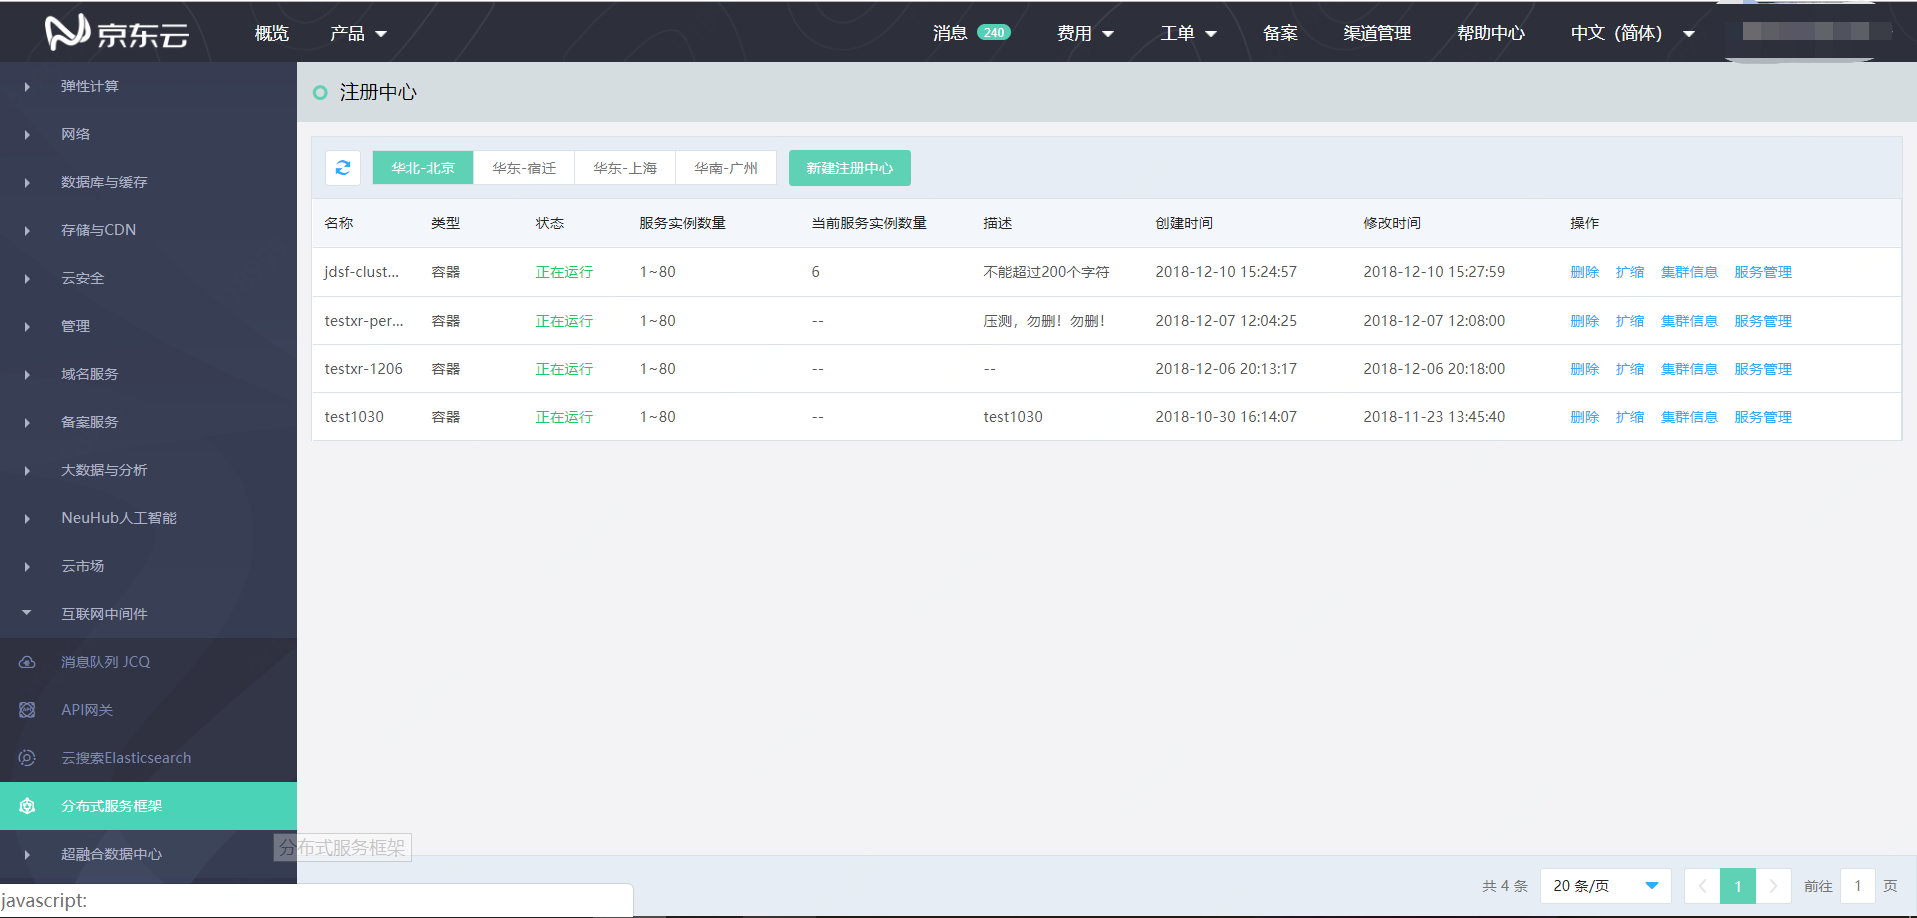 京东云 概览 产品 消息 240 费用 工单 备案 渠道管理 帮助中心 中文（简体）
弹性计算
网络
数据库与缓存
存储与CDN
云安全
管理
域名服务
备案服务
大数据与分析
NeuHub人工智能
云市场
互联网中间件
消息队列 JCQ
API网关
云搜索Elasticsearch
分布式服务框架
超融合数据中心
注册中心
华北-北京 华东-宿迁 华东-上海 华南-广州 新建注册中心
名称 类型 状态 服务实例数量 当前服务实例数量 描述 创建时间 修改时间 操作
jdsf-clust... 容器 正在运行 1~80 6 不能超过200个字符 2018-12-10 15:24:57 2018-12-10 15:27:59 删除 扩缩 集群信息 服务管理
testxr-per... 容器 正在运行 1~80 -- 压测，勿删！勿删！ 2018-12-07 12:04:25 2018-12-07 12:08:00 删除 扩缩 集群信息 服务管理
testxr-1206 容器 正在运行 1~80 -- -- 2018-12-06 20:13:17 2018-12-06 20:18:00 删除 扩缩 集群信息 服务管理
test1030 容器 正在运行 1~80 -- test1030 2018-10-30 16:14:07 2018-11-23 13:45:40 删除 扩缩 集群信息 服务管理
分布式服务框架
共 4 条 20 条/页 1 前往 1 页
javascript: